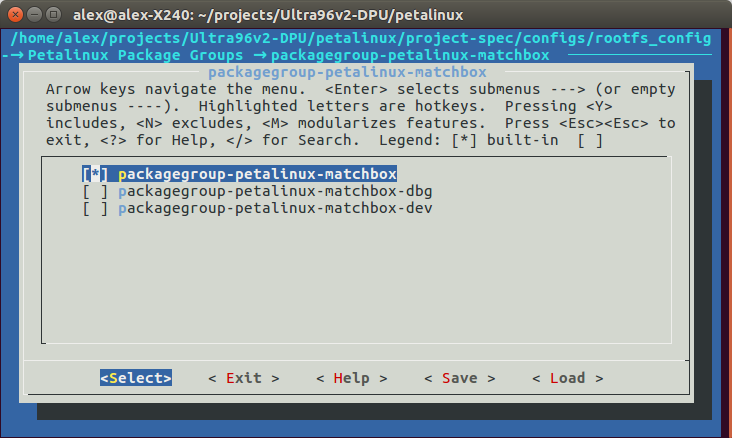 alex@alex-X240: ~/projects/Ultra96v2-DPU/petalinux
/home/alex/projects/Ultra96v2-DPU/petalinux/project-spec/configs/rootfs_config
-→ Petalinux Package Groups → packagegroup-petalinux-matchbox
packagegroup-petalinux-matchbox
Arrow keys navigate the menu.  <Enter> selects submenus ---> (or empty
submenus ----).  Highlighted letters are hotkeys.  Pressing <Y>
includes, <N> excludes, <M> modularizes features.  Press <Esc><Esc> to
exit, <?> for Help, </> for Search.  Legend: [*] built-in  [ ]
[*] packagegroup-petalinux-matchbox
[ ] packagegroup-petalinux-matchbox-dbg
[ ] packagegroup-petalinux-matchbox-dev
<Select>    < Exit >    < Help >    < Save >    < Load >